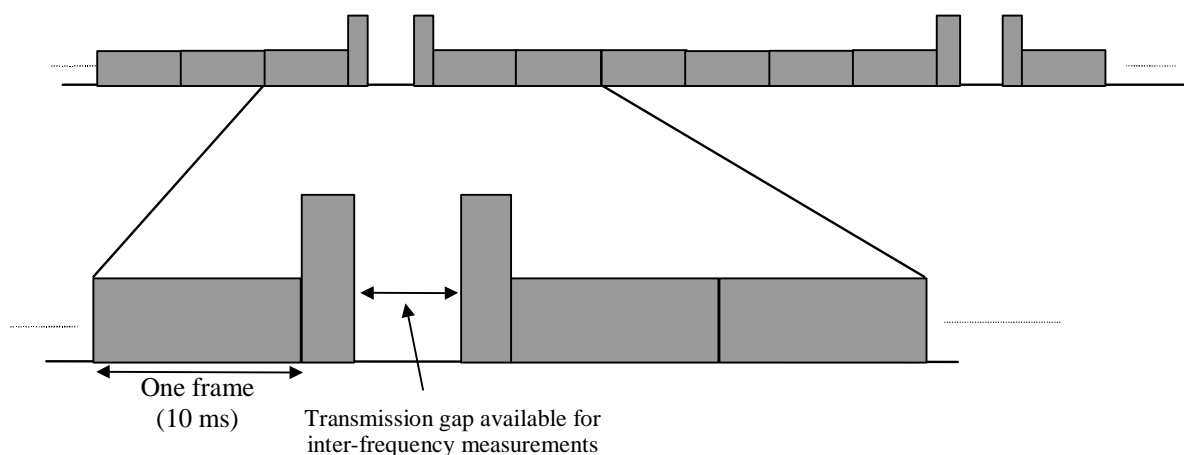 One frame
(10 ms)
Transmission gap available for
inter-frequency measurements